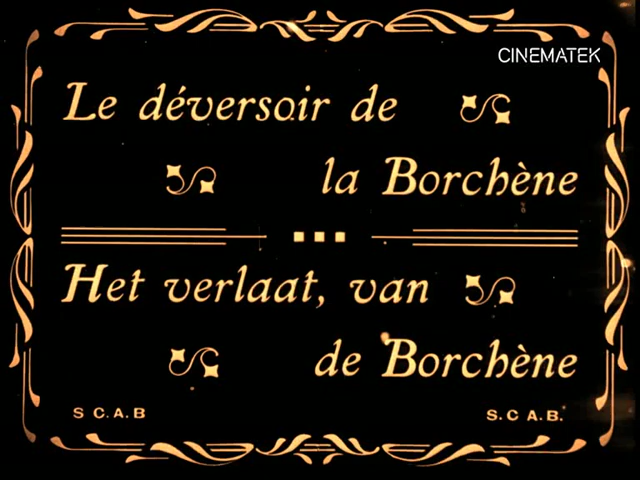 CINEMATEK
Le déversoir de
la Borchène
Het verlaat, van
de Borchène
S C. A. B
S. C A. B.